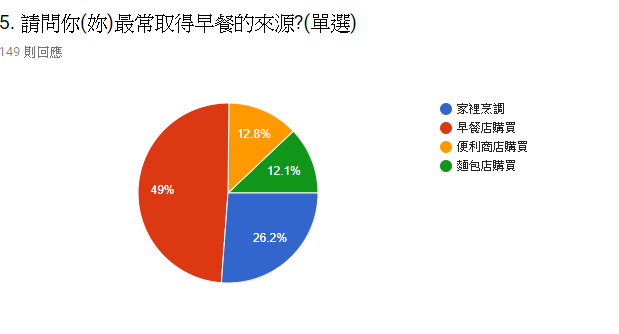 5. 請問你(妳)最常取得早餐的來源?(單選)
149 則回應
12.8%
12.1%
49%
26.2%
家裡烹調
早餐店購買
便利商店購買
麵包店購買